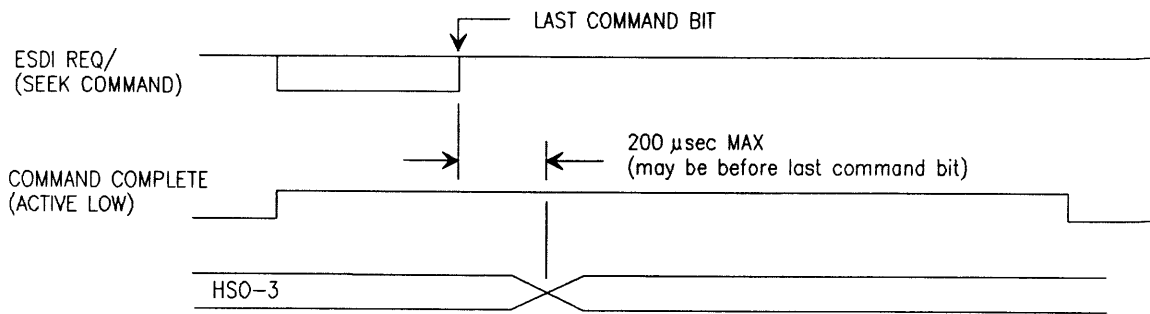 LAST COMMAND BIT
ESDI REQ/
(SEEK COMMAND)
200 µsec MAX
(may be before last command bit)
COMMAND COMPLETE
(ACTIVE LOW)
HSO-3